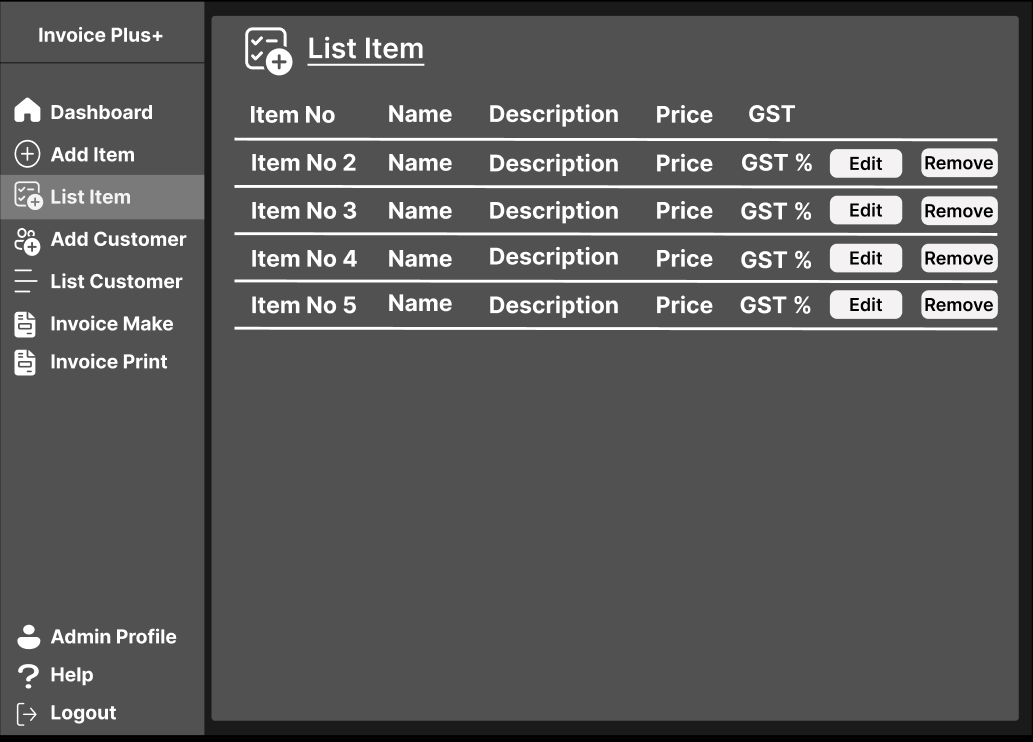 Invoice Plus+
Dashboard
Add Item
List Item
Add Customer
List Customer
Invoice Make
Invoice Print
Admin Profile
Help
Logout
List Item
Item No Name Description Price GST
Item No 2 Name Description Price GST % Edit Remove
Item No 3 Name Description Price GST % Edit Remove
Item No 4 Name Description Price GST % Edit Remove
Item No 5 Name Description Price GST % Edit Remove